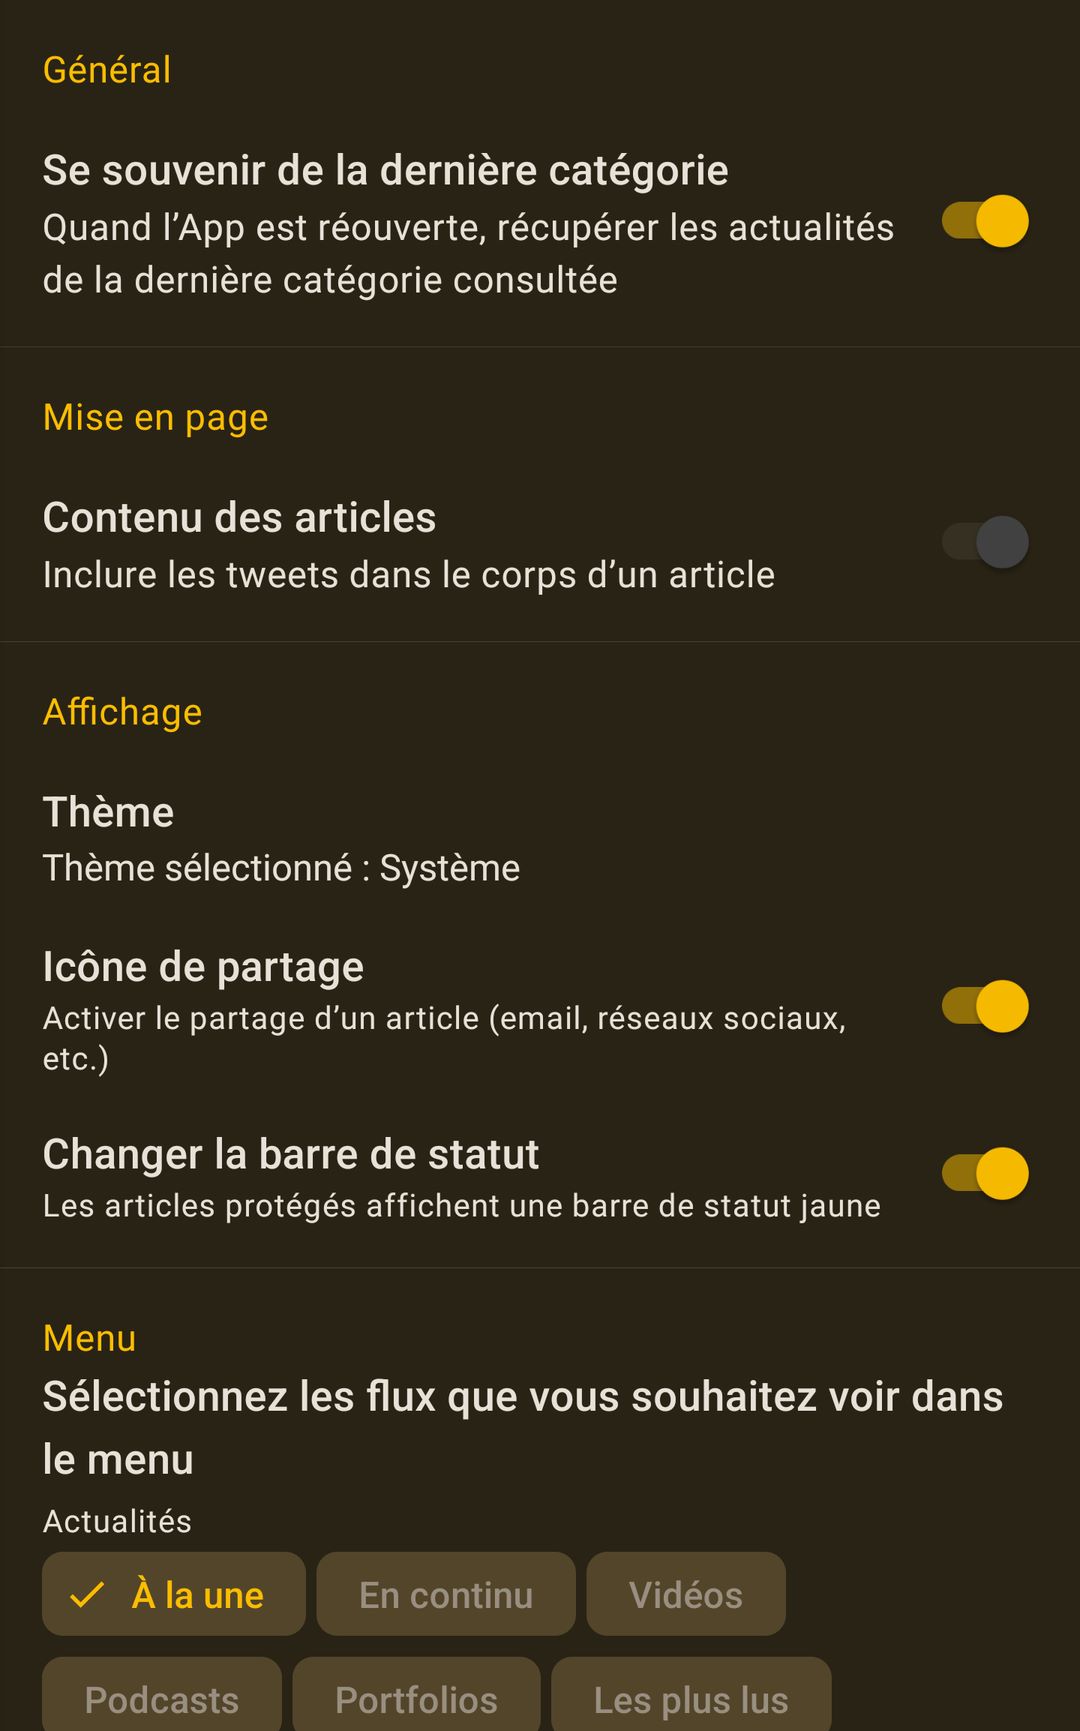 Général
Se souvenir de la dernière catégorie
Quand l’App est réouverte, récupérer les actualités
de la dernière catégorie consultée
Mise en page
Contenu des articles
Inclure les tweets dans le corps d’un article
Affichage
Thème
Thème sélectionné : Système
Icône de partage
Activer le partage d’un article (email, réseaux sociaux,
etc.)
Changer la barre de statut
Les articles protégés affichent une barre de statut jaune
Menu
Sélectionnez les flux que vous souhaitez voir dans
le menu
Actualités
À la une En continu Vidéos
Podcasts Portfolios Les plus lus